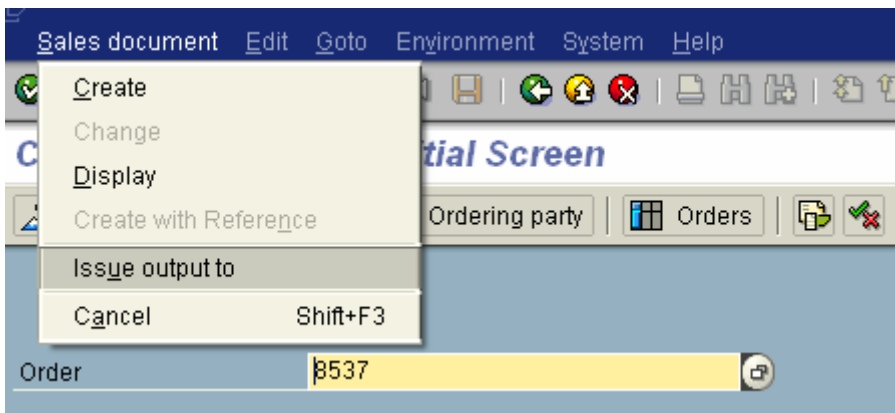 Sales document Edit Goto Environment System Help
Create
Change
Display
Create with Reference
Issue output to
Cancel Shift+F3
C tial Screen
Ordering party Orders
Order 8537